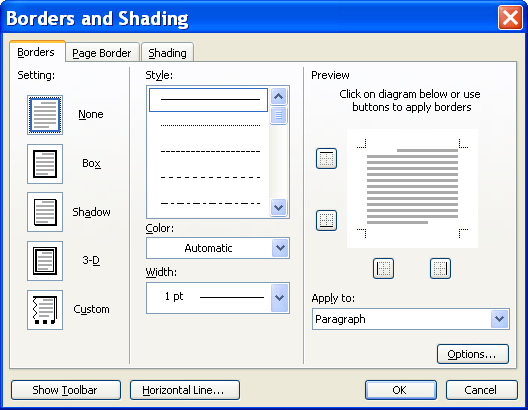 Borders and Shading
Borders
Page Border
Shading
Setting:
None
Box
Shadow
3-D
Custom
Style:
Color:
Automatic
Width:
1 pt
Preview
Click on diagram below or use
buttons to apply borders
Apply to:
Paragraph
Options...
Show Toolbar
Horizontal Line...
OK
Cancel